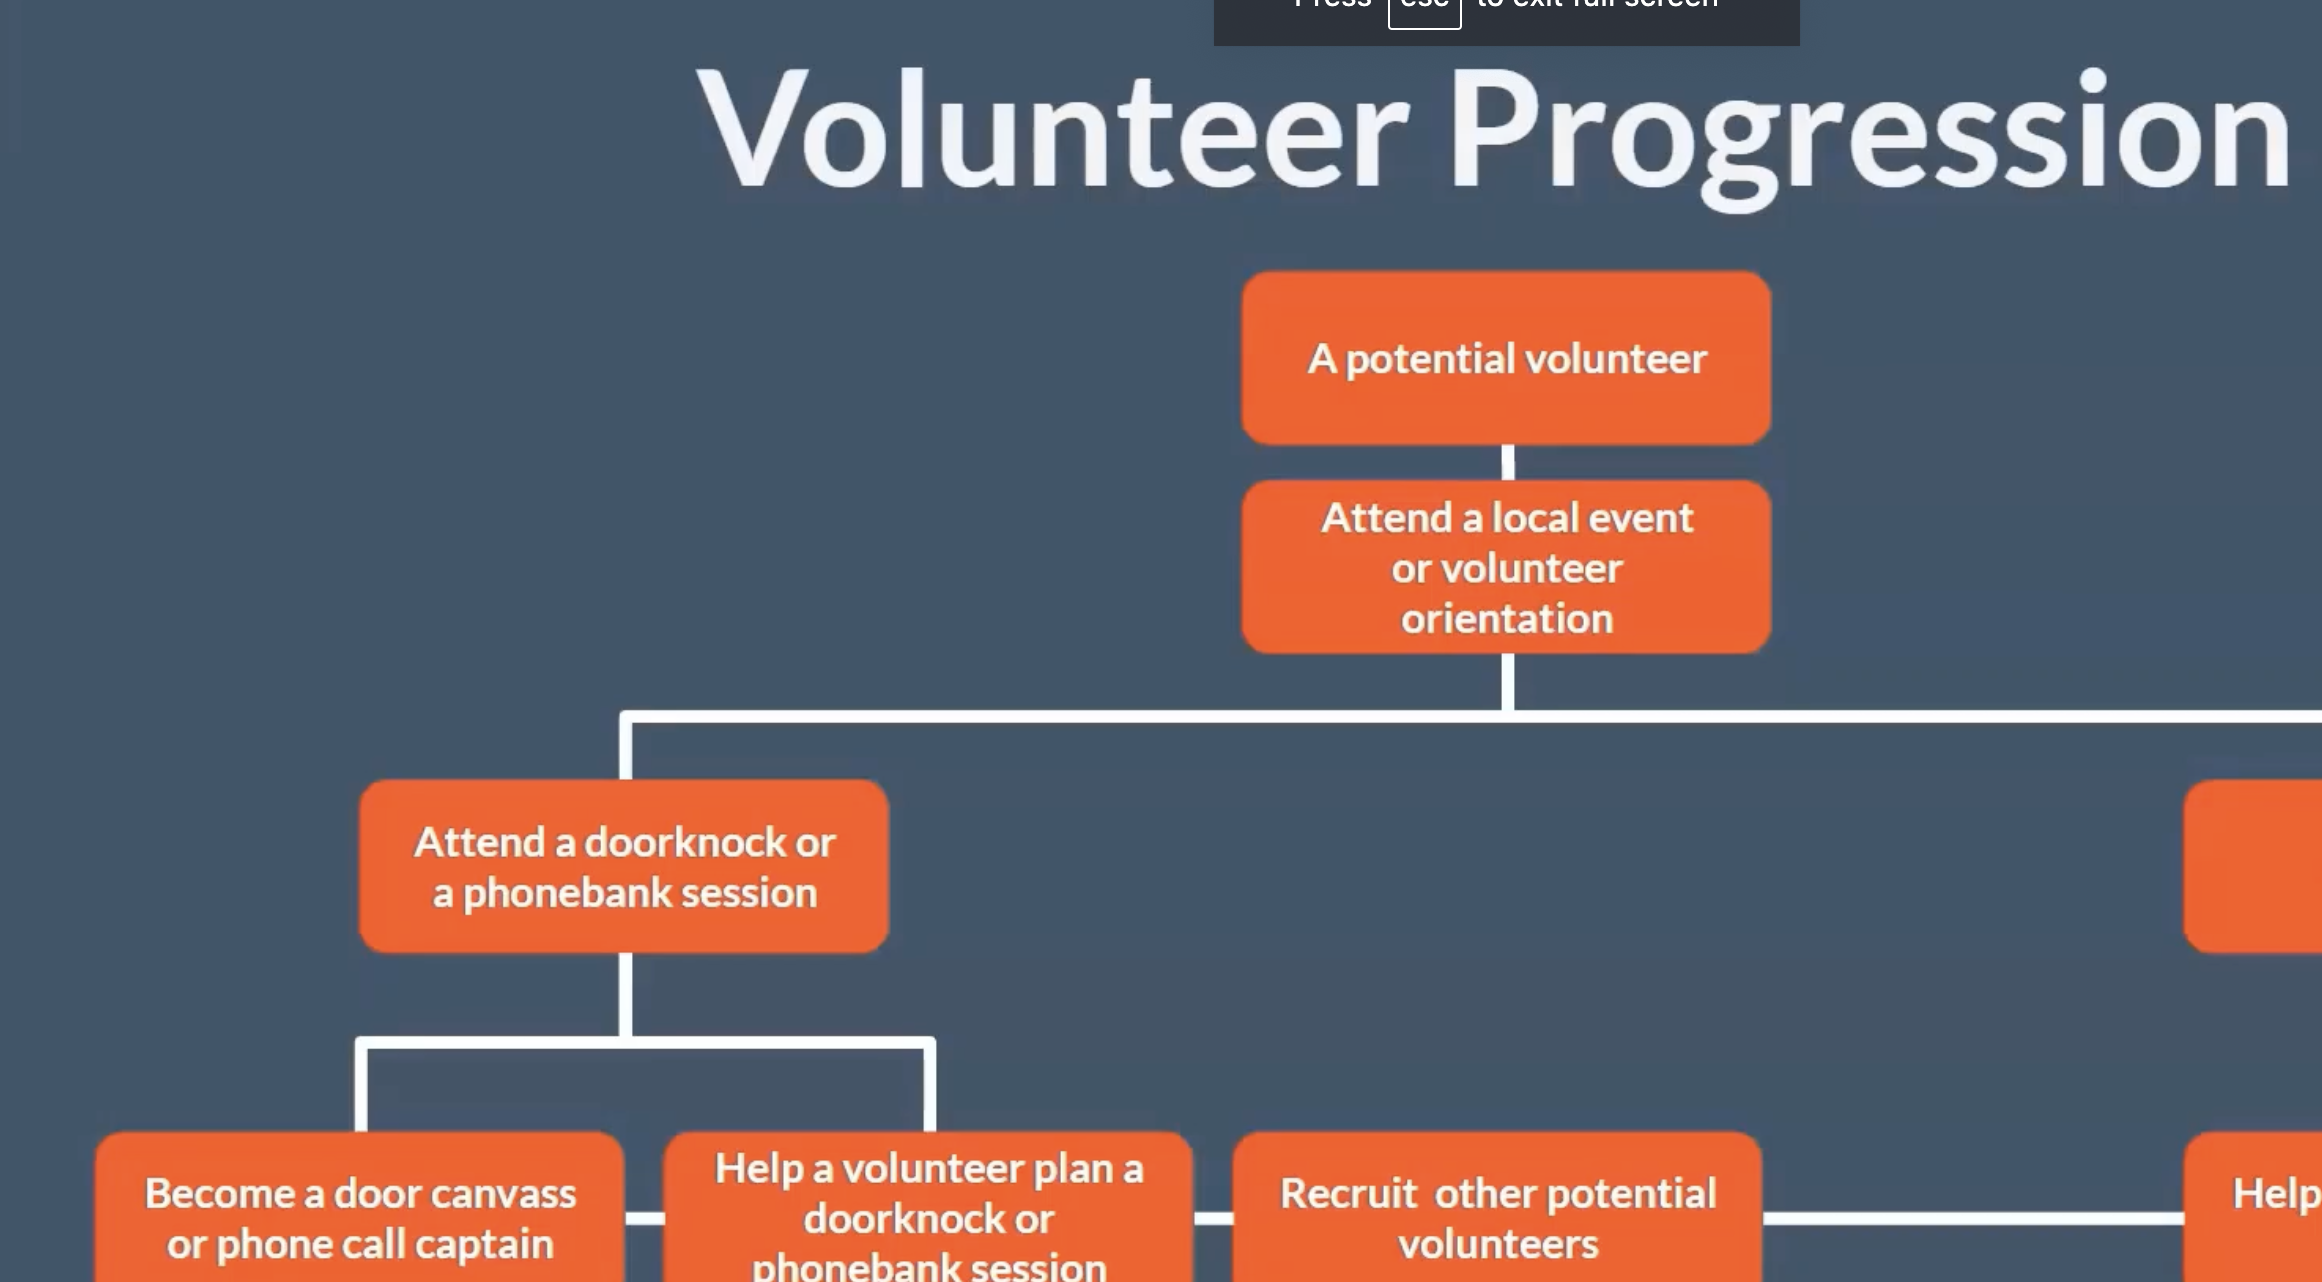 Press esc to exit full screen
Volunteer Progression
A potential volunteer
Attend a local event
or volunteer
orientation
Attend a doorknock or
a phonebank session
Become a door canvass
or phone call captain
Help a volunteer plan a
doorknock or
phonebank session
Recruit  other potential
volunteers
Help